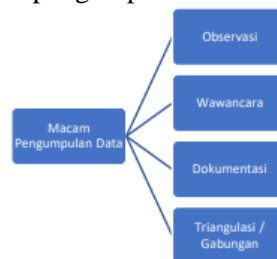 Macam
Pengumpulan Data
Observasi
Wawancara
Dokumentasi
Triangulasi /
Gabungan